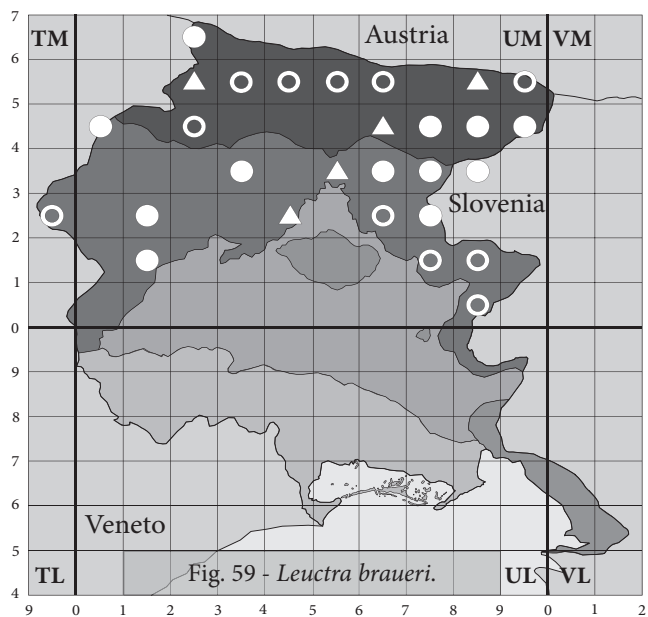 7
TM
Austria
UM
VM
6
5
4
3
Slovenia
2
1
0
9
8
7
6
Veneto
5
TL
Fig. 59 - Leuctra braueri.
UL
VL
4
9 0 1 2 3 4 5 6 7 8 9 0 1 2